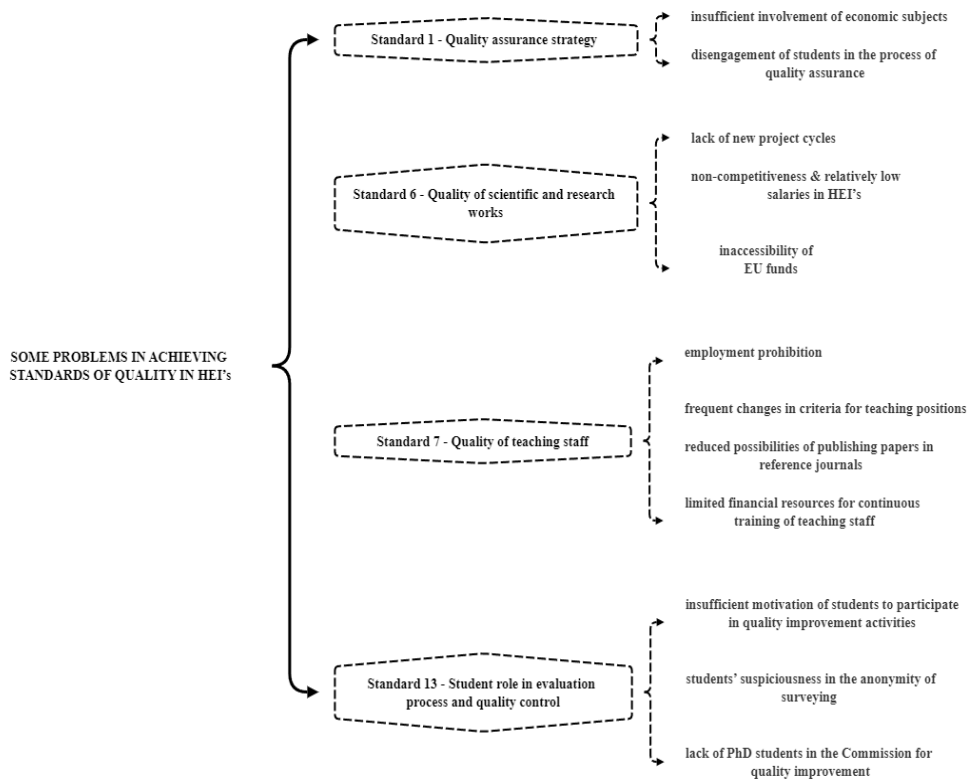 Standard 1 - Quality assurance strategy
insufficient involvement of economic subjects
disengagement of students in the process of
quality assurance
Standard 6 - Quality of scientific and research
works
lack of new project cycles
non-competitiveness & relatively low
salaries in HEI's
inaccessibility of
EU funds
SOME PROBLEMS IN ACHIEVING
STANDARDS OF QUALITY IN HEI's
Standard 7 - Quality of teaching staff
employment prohibition
frequent changes in criteria for teaching positions
reduced possibilities of publishing papers in
reference journals
limited financial resources for continuous
training of teaching staff
Standard 13 - Student role in evaluation
process and quality control
insufficient motivation of students to participate
in quality improvement activities
students' suspiciousness in the anonymity of
surveying
lack of PhD students in the Commission for
quality improvement